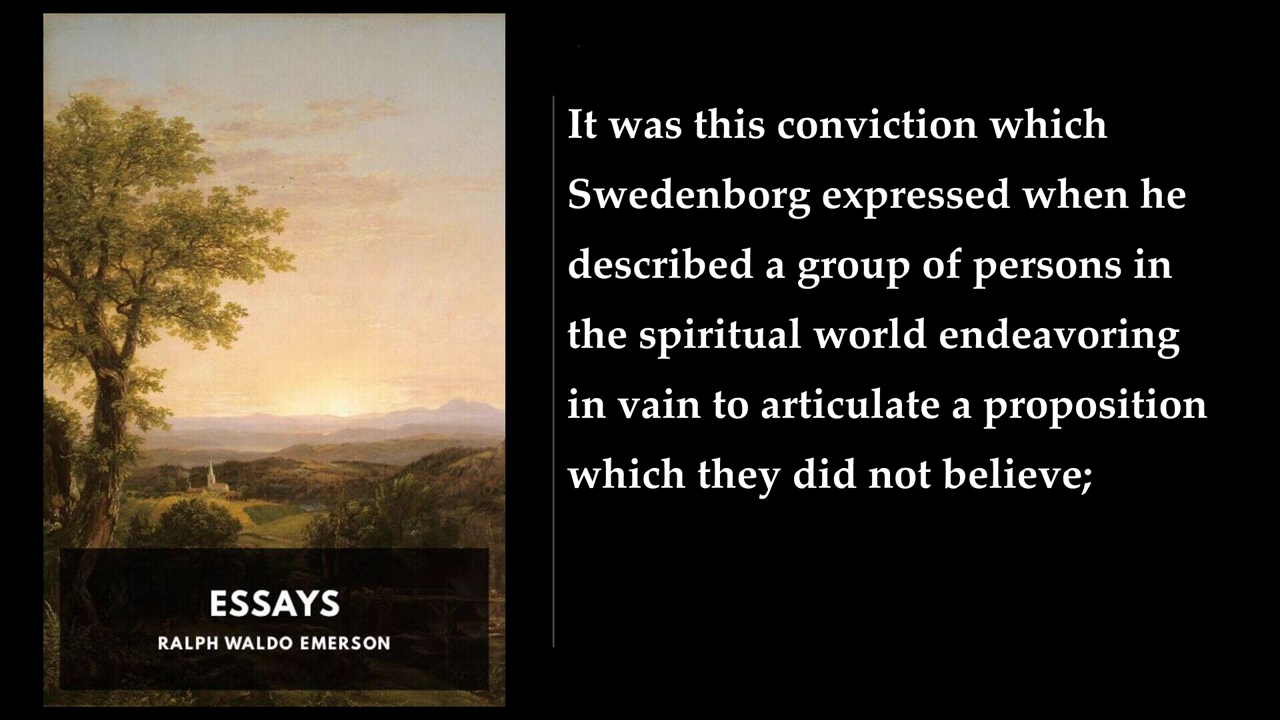 It was this conviction which
Swedenborg expressed when he
described a group of persons in
the spiritual world endeavoring
in vain to articulate a proposition
which they did not believe;
ESSAYS
RALPH WALDO EMERSON